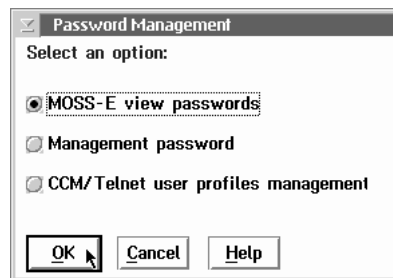 Password Management
Select an option:
MOSS-E view passwords
Management password
CCM/Telnet user profiles management
OK Cancel Help